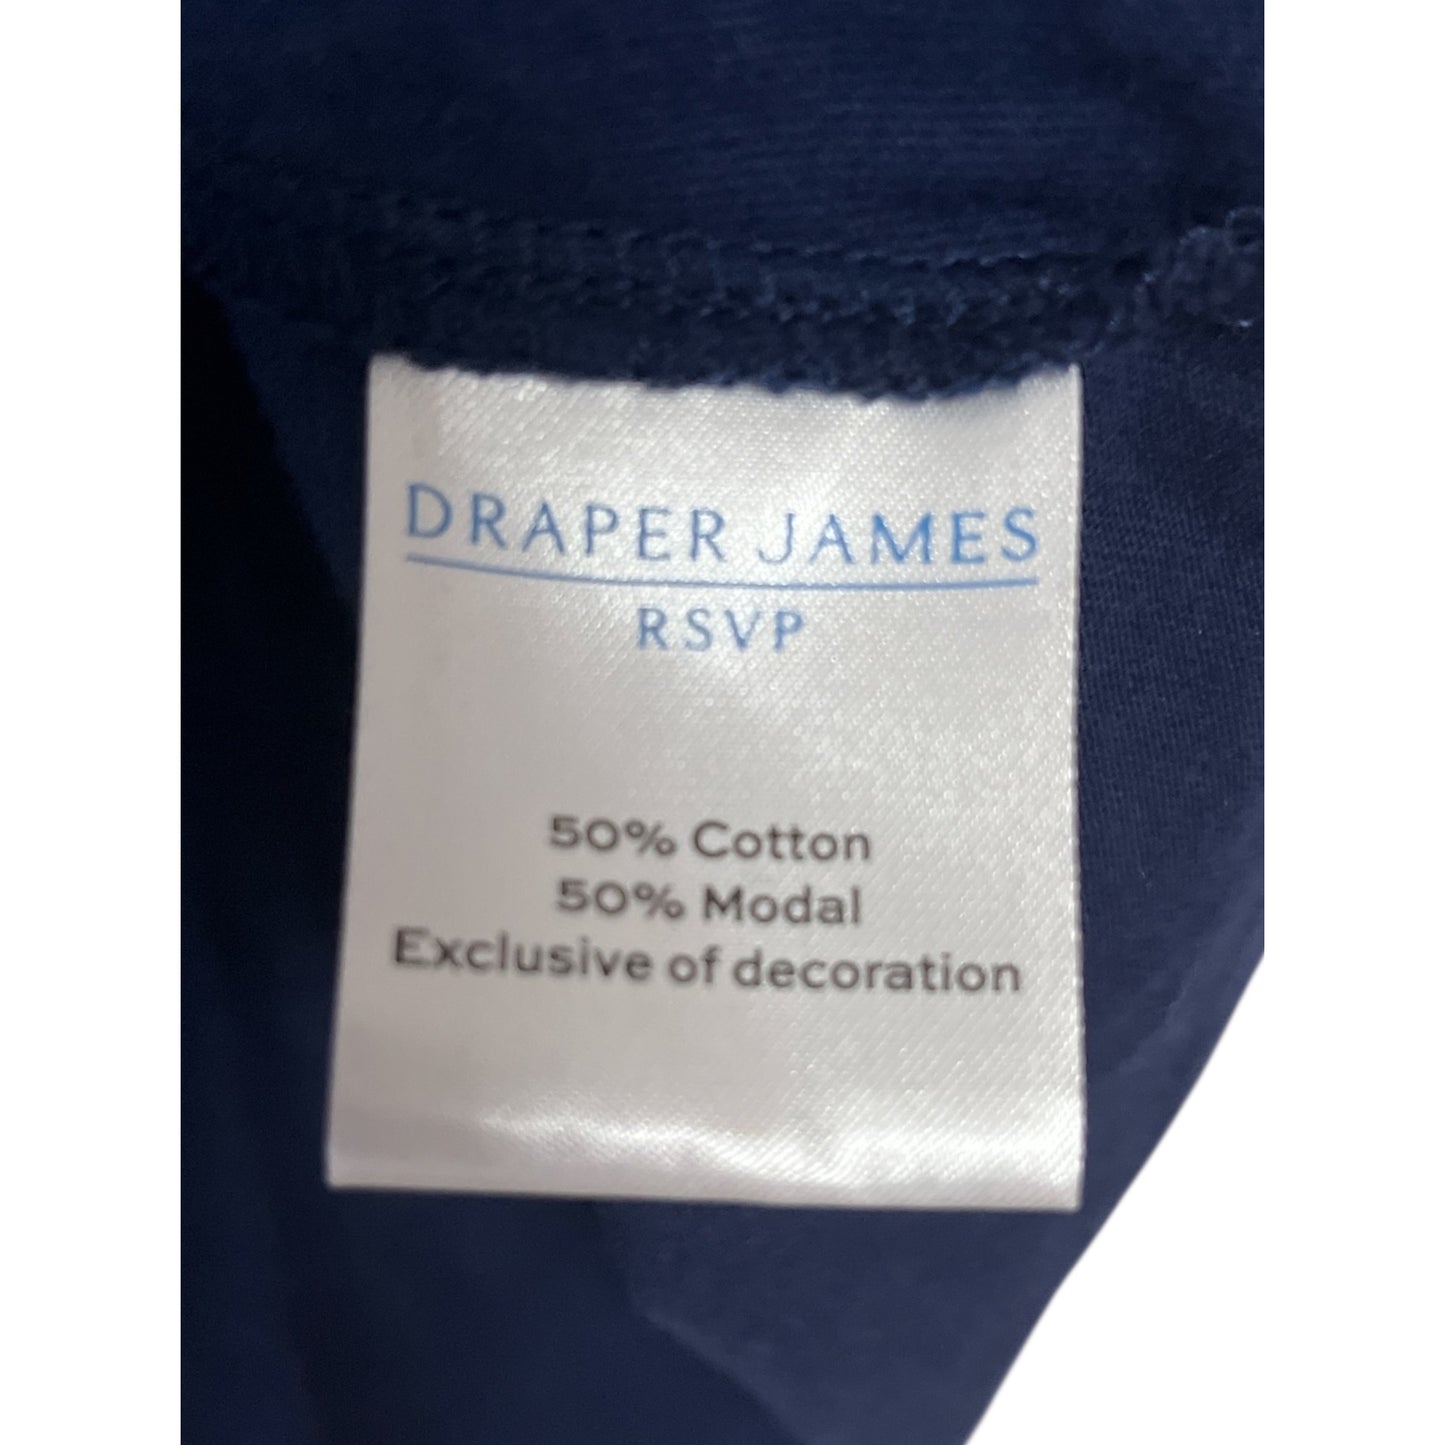 DRAPER JAMES
RSVP
50% Cotton
50% Modal
Exclusive of decoration